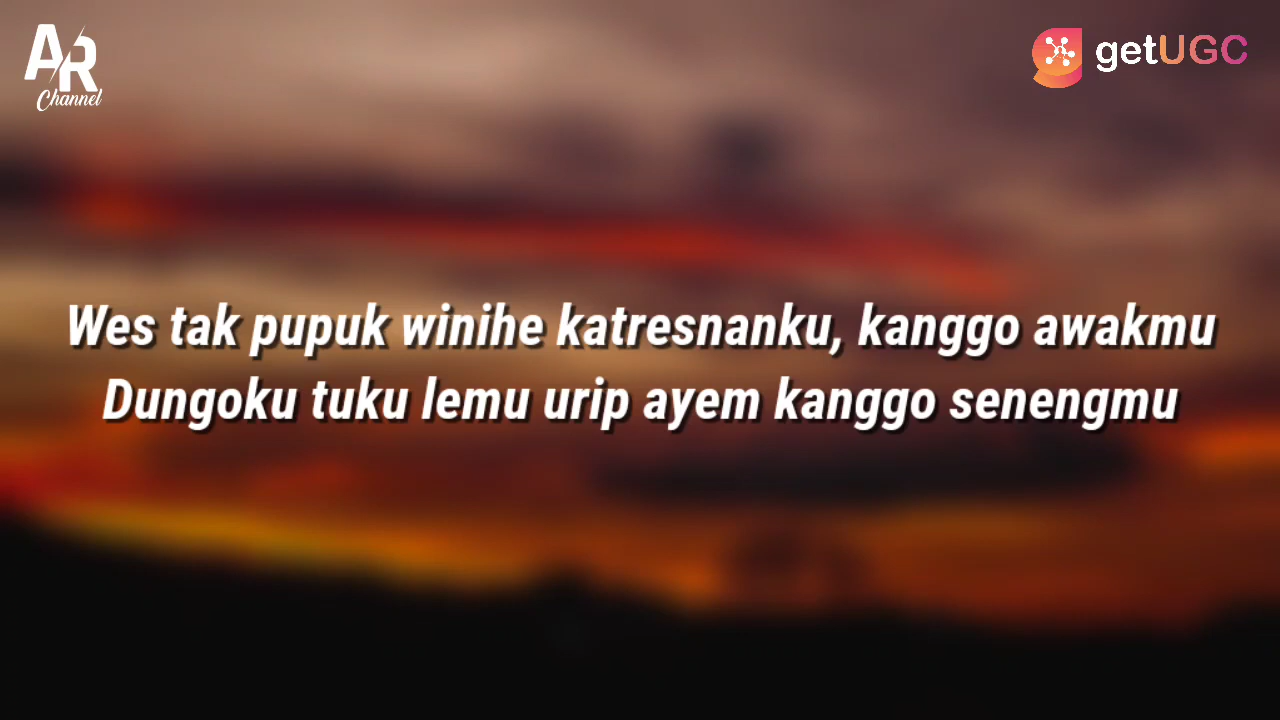 AR
Channel
getUGC
Wes tak pupuk winihe katresnanku, kanggo awakmu
Dungoku tuku lemu urip ayem kanggo senengmu